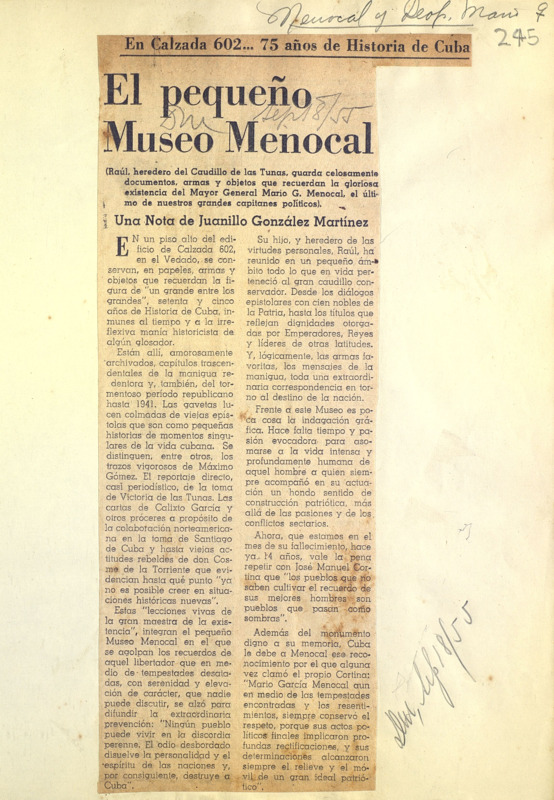 Menocal y Deop, Mario G
245
En Calzada 602... 75 años de Historia de Cuba
El pequeño
Museo Menocal
DM Sept 18/55
(Raúl, heredero del Caudillo de las Tunas, guarda celosamente
documentos, armas y objetos que recuerdan la gloriosa
existencia del Mayor General Mario G. Menocal, el últi-
mo de nuestros grandes capitanes políticos).
Una Nota de Juanillo González Martínez
EN un piso alto del edi-
ficio de Calzada 602,
en el Vedado, se con-
servan, en papeles, armas y
objetos que recuerdan la fi-
gura de "un grande entre los
grandes", setenta y cinco
años de Historia de Cuba, in-
munes al tiempo y a la irre-
flexiva manía historicista de
algún glosador.
Están allí, amorosamente
archivados, capítulos trascen-
dentales de la manigua re-
dentora y, también, del tor-
mentoso período republicano
hasta 1941. Las gavetas lu-
cen colmadas de viejas epís-
tolas que son como pequeñas
historias de momentos singu-
lares de la vida cubana. Se
distinguen, entre otros, los
trazos vigorosos de Máximo
Gómez. El reportaje directo,
casi periodístico, de la toma
de Victoria de las Tunas. Las
cartas de Calixto García y
otros próceres a propósito de
la colabotación norteamerica-
na en la toma de Santiago
de Cuba y hasta viejas ac-
titudes rebeldes de don Cos-
me de la Torriente que evi-
dencian hasta qué punto "ya
no es posible creer en situa-
ciones históricas nuevas".
Estas "lecciones vivas de
la gran maestra de la exis-
tencia", integran el pequeño
Museo Menocal en el que
se agolpan los recuerdos de
aquel libertador que en me-
dio de tempestades desata-
das, con serenidad y eleva-
ción de carácter, que nadie
puede discutir, se alzó para
difundir la extraordinaria
prevención: "Ningún pueblo
puede vivir en la discordia
perenne. El odio desbordado
disuelve la personalidad y el
espíritu de las naciones y,
por consiguiente, destruye a
Cuba".
Su hijo, y heredero de las
virtudes personales, Raúl, ha
reunido en un pequeño ám-
bito todo lo que en vida per-
teneció al gran caudillo con-
servador. Desde los diálogos
epistolares con cien nobles de
la Patria, hasta los títulos que
reflejan dignidades otorga-
das por Emperadores, Reyes
y líderes de otras latitudes.
Y, lógicamente, las armas fa-
voritas, los mensajes de la
manigua, toda una extraordi-
naria correspondencia en tor-
no al destino de la nación.
Frente a este Museo es po-
ca cosa la indagación grá-
fica. Hace falta tiempo y pa-
sión evocadora para aso-
marse a la vida intensa y
profundamente humana de
aquel hombre a quien siem-
pre acompañó en su actua-
ción un hondo sentido de
construcción patriótica, más
allá de las pasiones y de los
conflictos sectarios.
Ahora, que estamos en el
mes de su fallecimiento, hace
ya 14 años, vale la pena
repetir con José Manuel Cor-
tina que "los pueblos que no
saben cultivar el recuerdo de
sus mejores hombres son
pueblos que pasan como
sombras".
Además del monumento
digno a su memoria, Cuba
le debe a Menocal ese reco-
nocimiento por el que alguna
vez clamó el propio Cortina:
"Mario García Menocal aun
en medio de las tempestades
encontradas y los resenti-
mientos, siempre conservó el
respeto, porque sus actos po-
líticos finales implicaron pro-
fundas rectificaciones, y sus
determinaciones alcanzaron
siempre el relieve y el mó-
vil de un gran ideal patrió-
tico".
DM, Sep 18/55